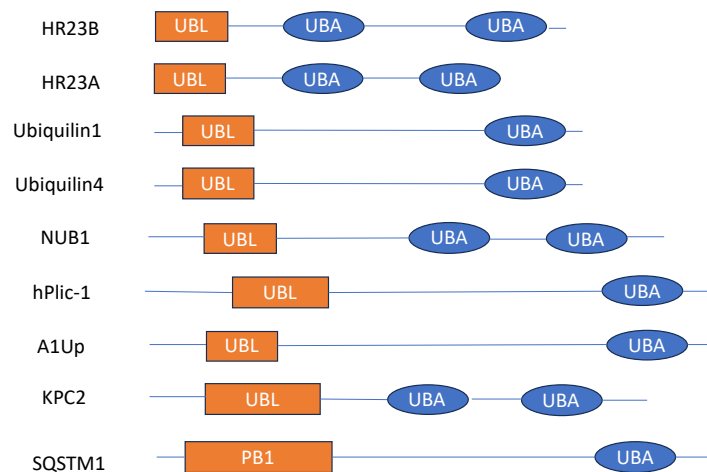 HR23B UBL UBA UBA
HR23A UBL UBA UBA
Ubiquilin1 UBL UBA
Ubiquilin4 UBL UBA
NUB1 UBL UBA UBA
hPlic-1 UBL UBA
A1Up UBL UBA
KPC2 UBL UBA UBA
SQSTM1 PB1 UBA